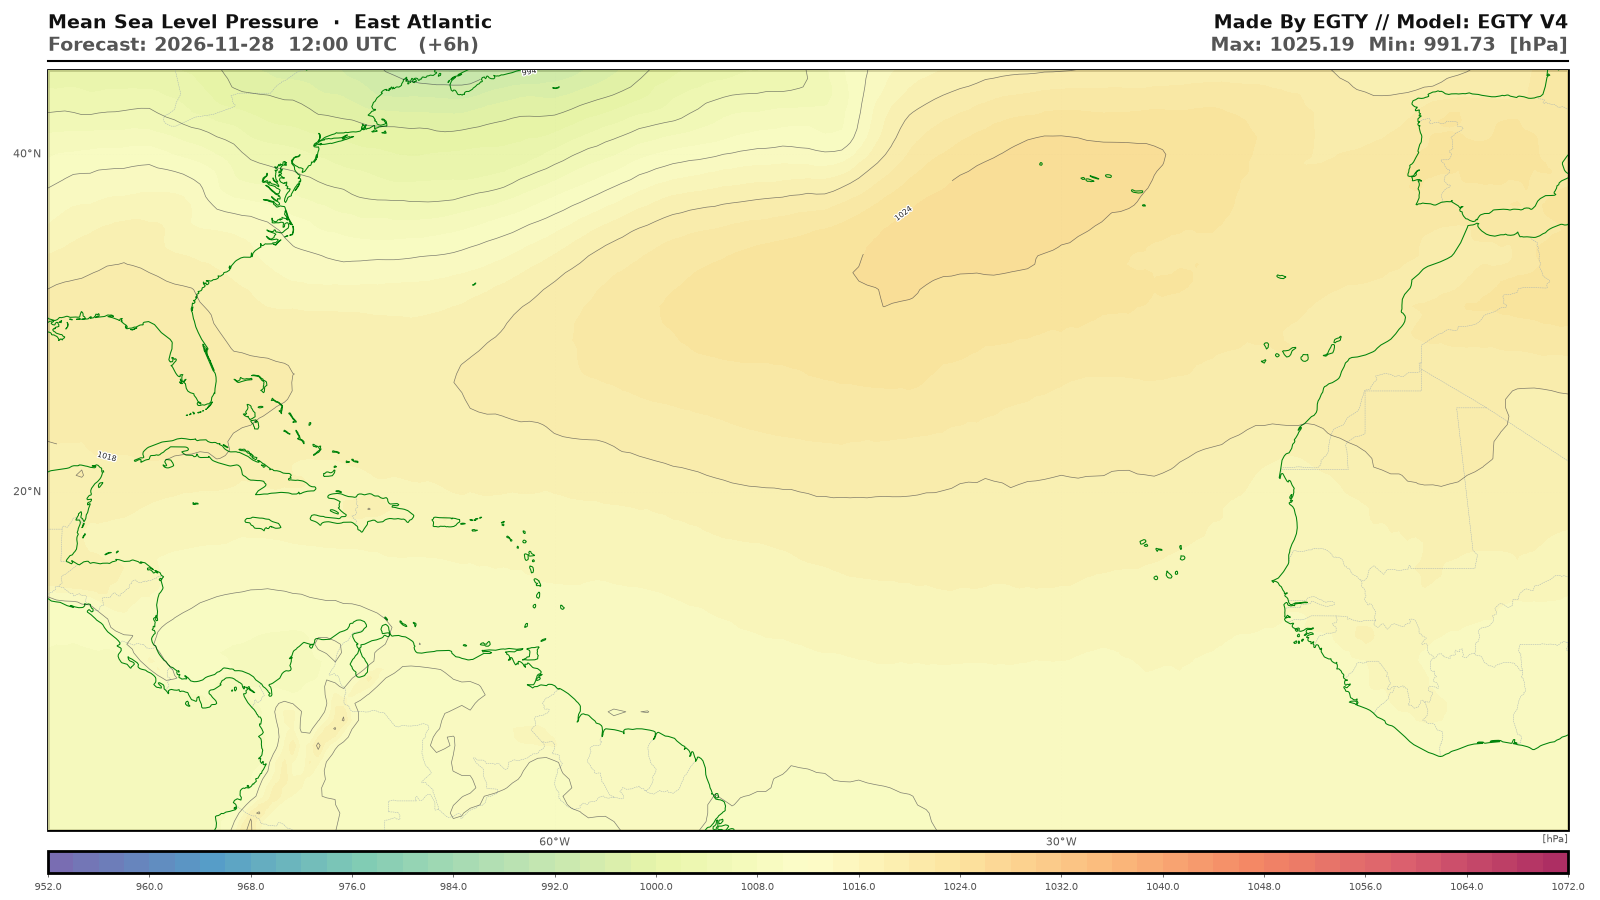 Mean Sea Level Pressure · East Atlantic
Made By EGTY // Model: EGTY V4
Forecast: 2026-11-28 12:00 UTC (+6h)
Max: 1025.19 Min: 991.73 [hPa]
994
40°N
1024
1018
20°N
60°W
30°W
[hPa]
952.0 960.0 968.0 976.0 984.0 992.0 1000.0 1008.0 1016.0 1024.0 1032.0 1040.0 1048.0 1056.0 1064.0 1072.0